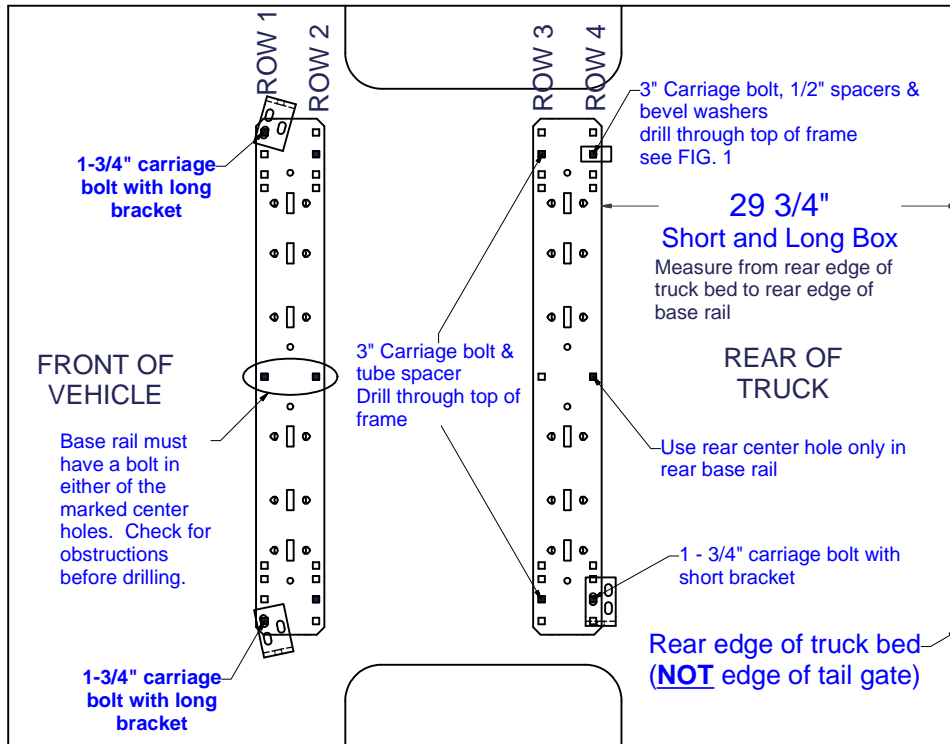 ROW 1
ROW 2
ROW 3
ROW 4
1-3/4" carriage
bolt with long
bracket
3" Carriage bolt, 1/2" spacers &
bevel washers
drill through top of frame
see FIG. 1
29 3/4"
Short and Long Box
Measure from rear edge of
truck bed to rear edge of
base rail
FRONT OF
VEHICLE
3" Carriage bolt &
tube spacer
Drill through top of
frame
REAR OF
TRUCK
Base rail must
have a bolt in
either of the
marked center
holes. Check for
obstructions
before drilling.
Use rear center hole only in
rear base rail
1 - 3/4" carriage bolt with
short bracket
1-3/4" carriage
bolt with long
bracket
Rear edge of truck bed
(NOT edge of tail gate)